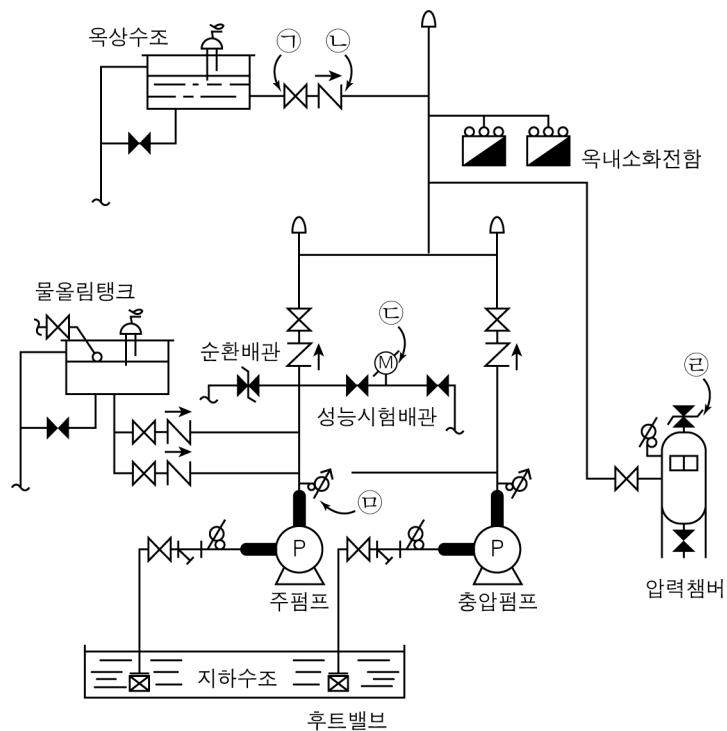 옥상수조
㉠
㉡
옥내소화전함
물올림탱크
순환배관
㉢
M
성능시험배관
㉣
㉤
P
P
주펌프
충압펌프
압력챔버
지하수조
후트밸브